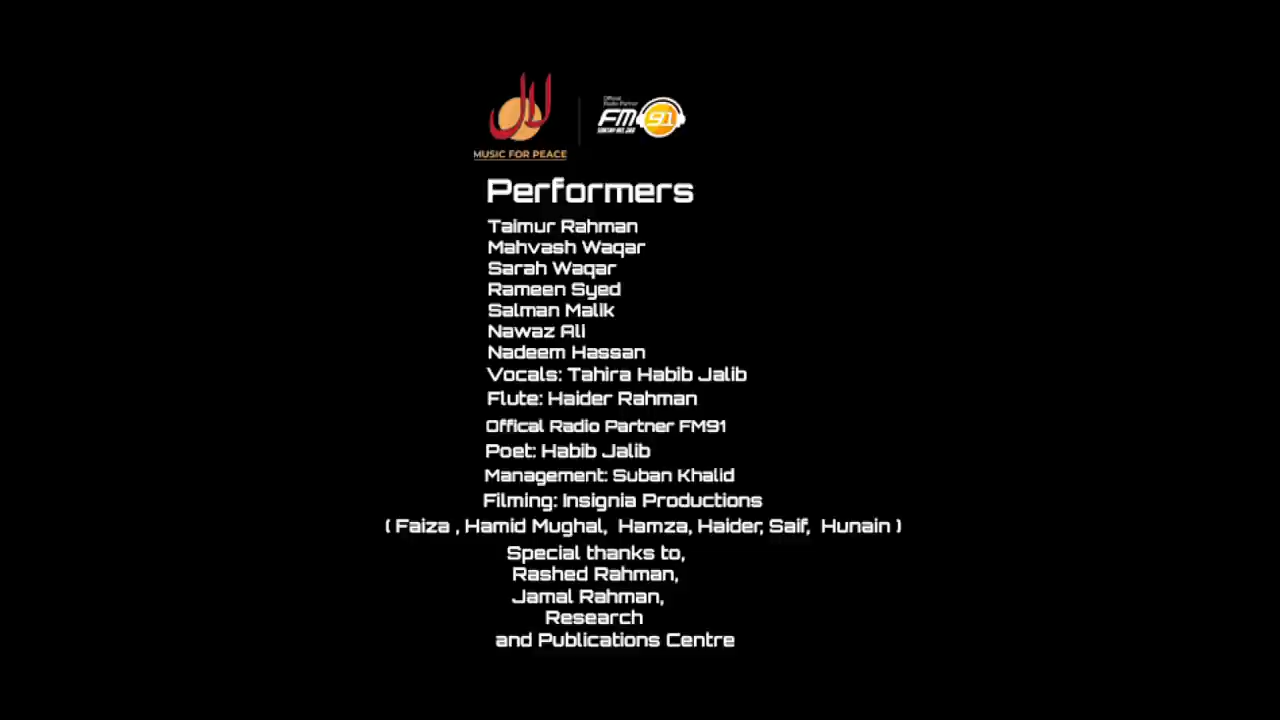 لال
MUSIC FOR PEACE
Official
Radio Partner
FM 91
Performers
Taimur Rahman
Mahvash Waqar
Sarah Waqar
Rameen Syed
Salman Malik
Nawaz Ali
Nadeem Hassan
Vocals: Tahira Habib Jalib
Flute: Haider Rahman
Offical Radio Partner FM91
Poet: Habib Jalib
Management: Suban Khalid
Filming: Insignia Productions
( Faiza , Hamid Mughal, Hamza, Haider, Saif, Hunain )
Special thanks to,
Rashed Rahman,
Jamal Rahman,
Research
and Publications Centre